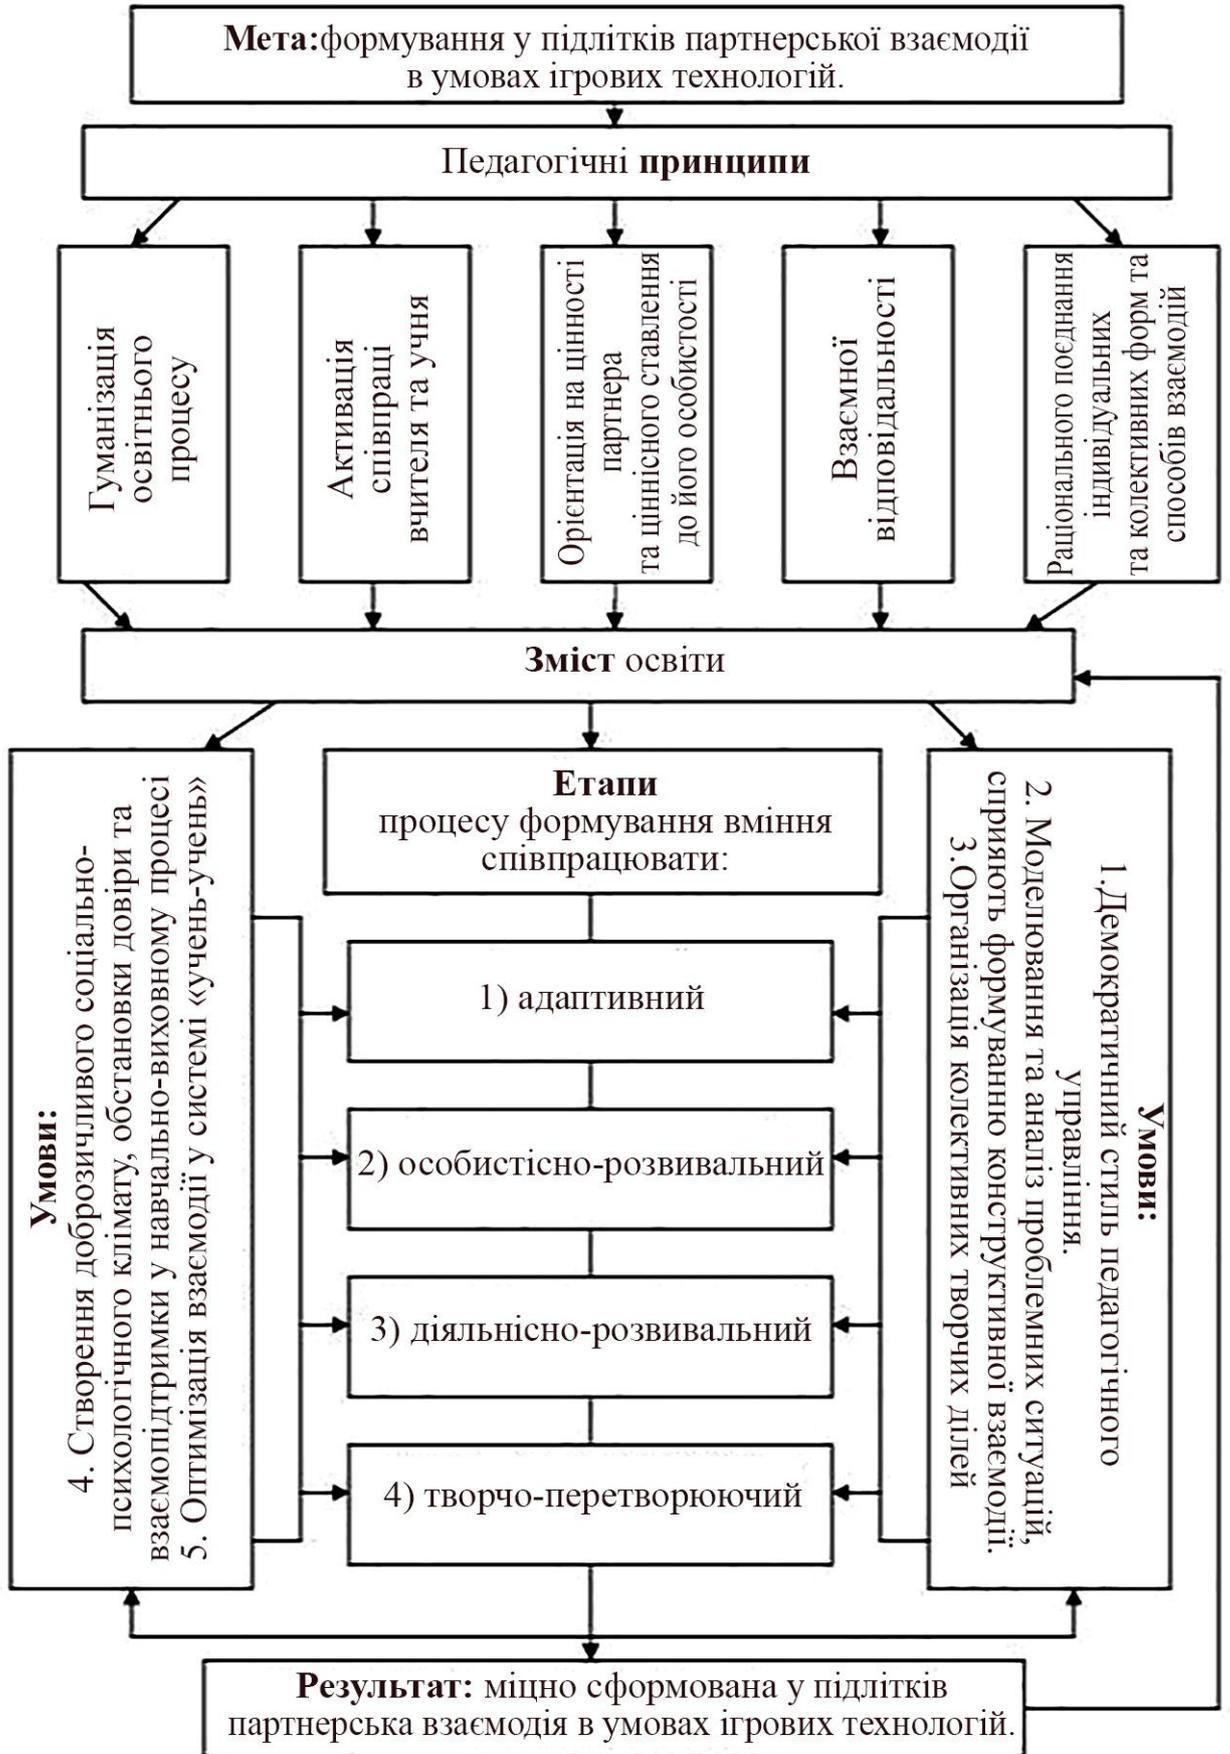 Мета:формування у підлітків партнерської взаємодії
в умовах ігрових технологій.
Педагогічні принципи
Гуманізація
освітнього
процесу
Активація
співпраці
вчителя та учня
Орієнтація на цінності
партнера
та ціннісного ставлення
до його особистості
Взаємної
відповідальності
Раціонального поєднання
індивідуальних
та колективних форм та
способів взаємодій
Зміст освіти
Умови:
4. Створення доброзичливого соціально-
психологічного клімату, обстановки довіри та
взаємопідтримки у навчально-виховному процесі
5. Оптимізація взаємодії у системі «учень-учень»
Етапи
процесу формування вміння
співпрацювати:
1) адаптивний
2) особистісно-розвивальний
3) діяльнісно-розвивальний
4) творчо-перетворюючий
Умови:
1.Демократичний стиль педагогічного
управління.
2. Моделювання та аналіз проблемних ситуацій,
сприяють формуванню конструктивної взаємодії.
3.Організація колективних творчих ділей
Результат: міцно сформована у підлітків
партнерська взаємодія в умовах ігрових технологій.